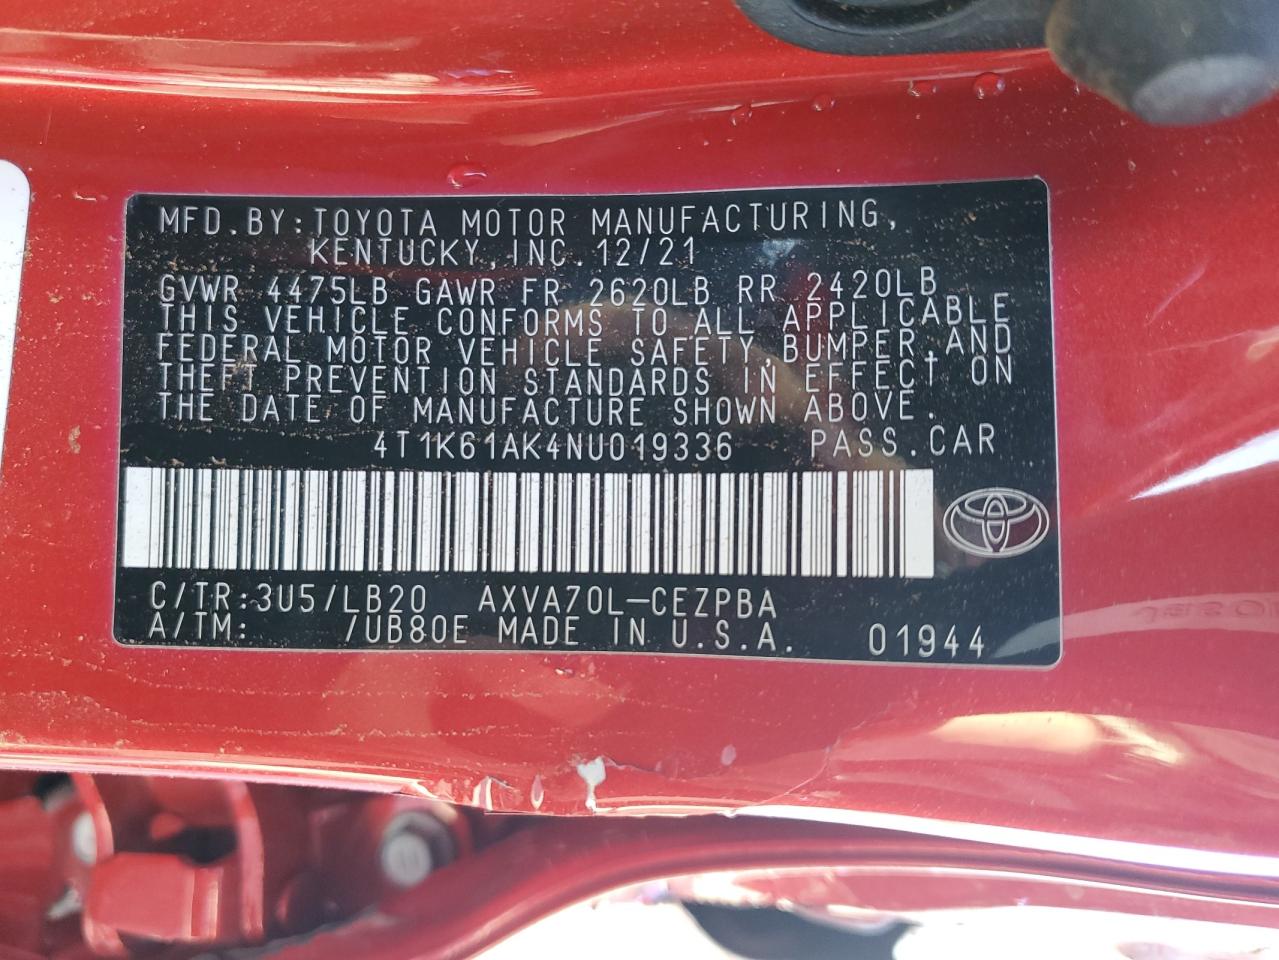 MFD.BY:TOYOTA MOTOR MANUFACTURING,
KENTUCKY,INC.12/21
GVWR 4475LB GAWR FR 2620LB RR 2420LB
THIS VEHICLE CONFORMS TO ALL APPLICABLE
FEDERAL MOTOR VEHICLE SAFETY,BUMPER,AND
THEFT PREVENTION STANDARDS IN EFFECT ON
THE DATE OF MANUFACTURE SHOWN ABOVE.
4T1K61AK4NU019336 PASS.CAR
C/TR:3U5/LB20 AXVA70L-CEZPBA
A/TM: /UB80E MADE IN U.S.A. 01944